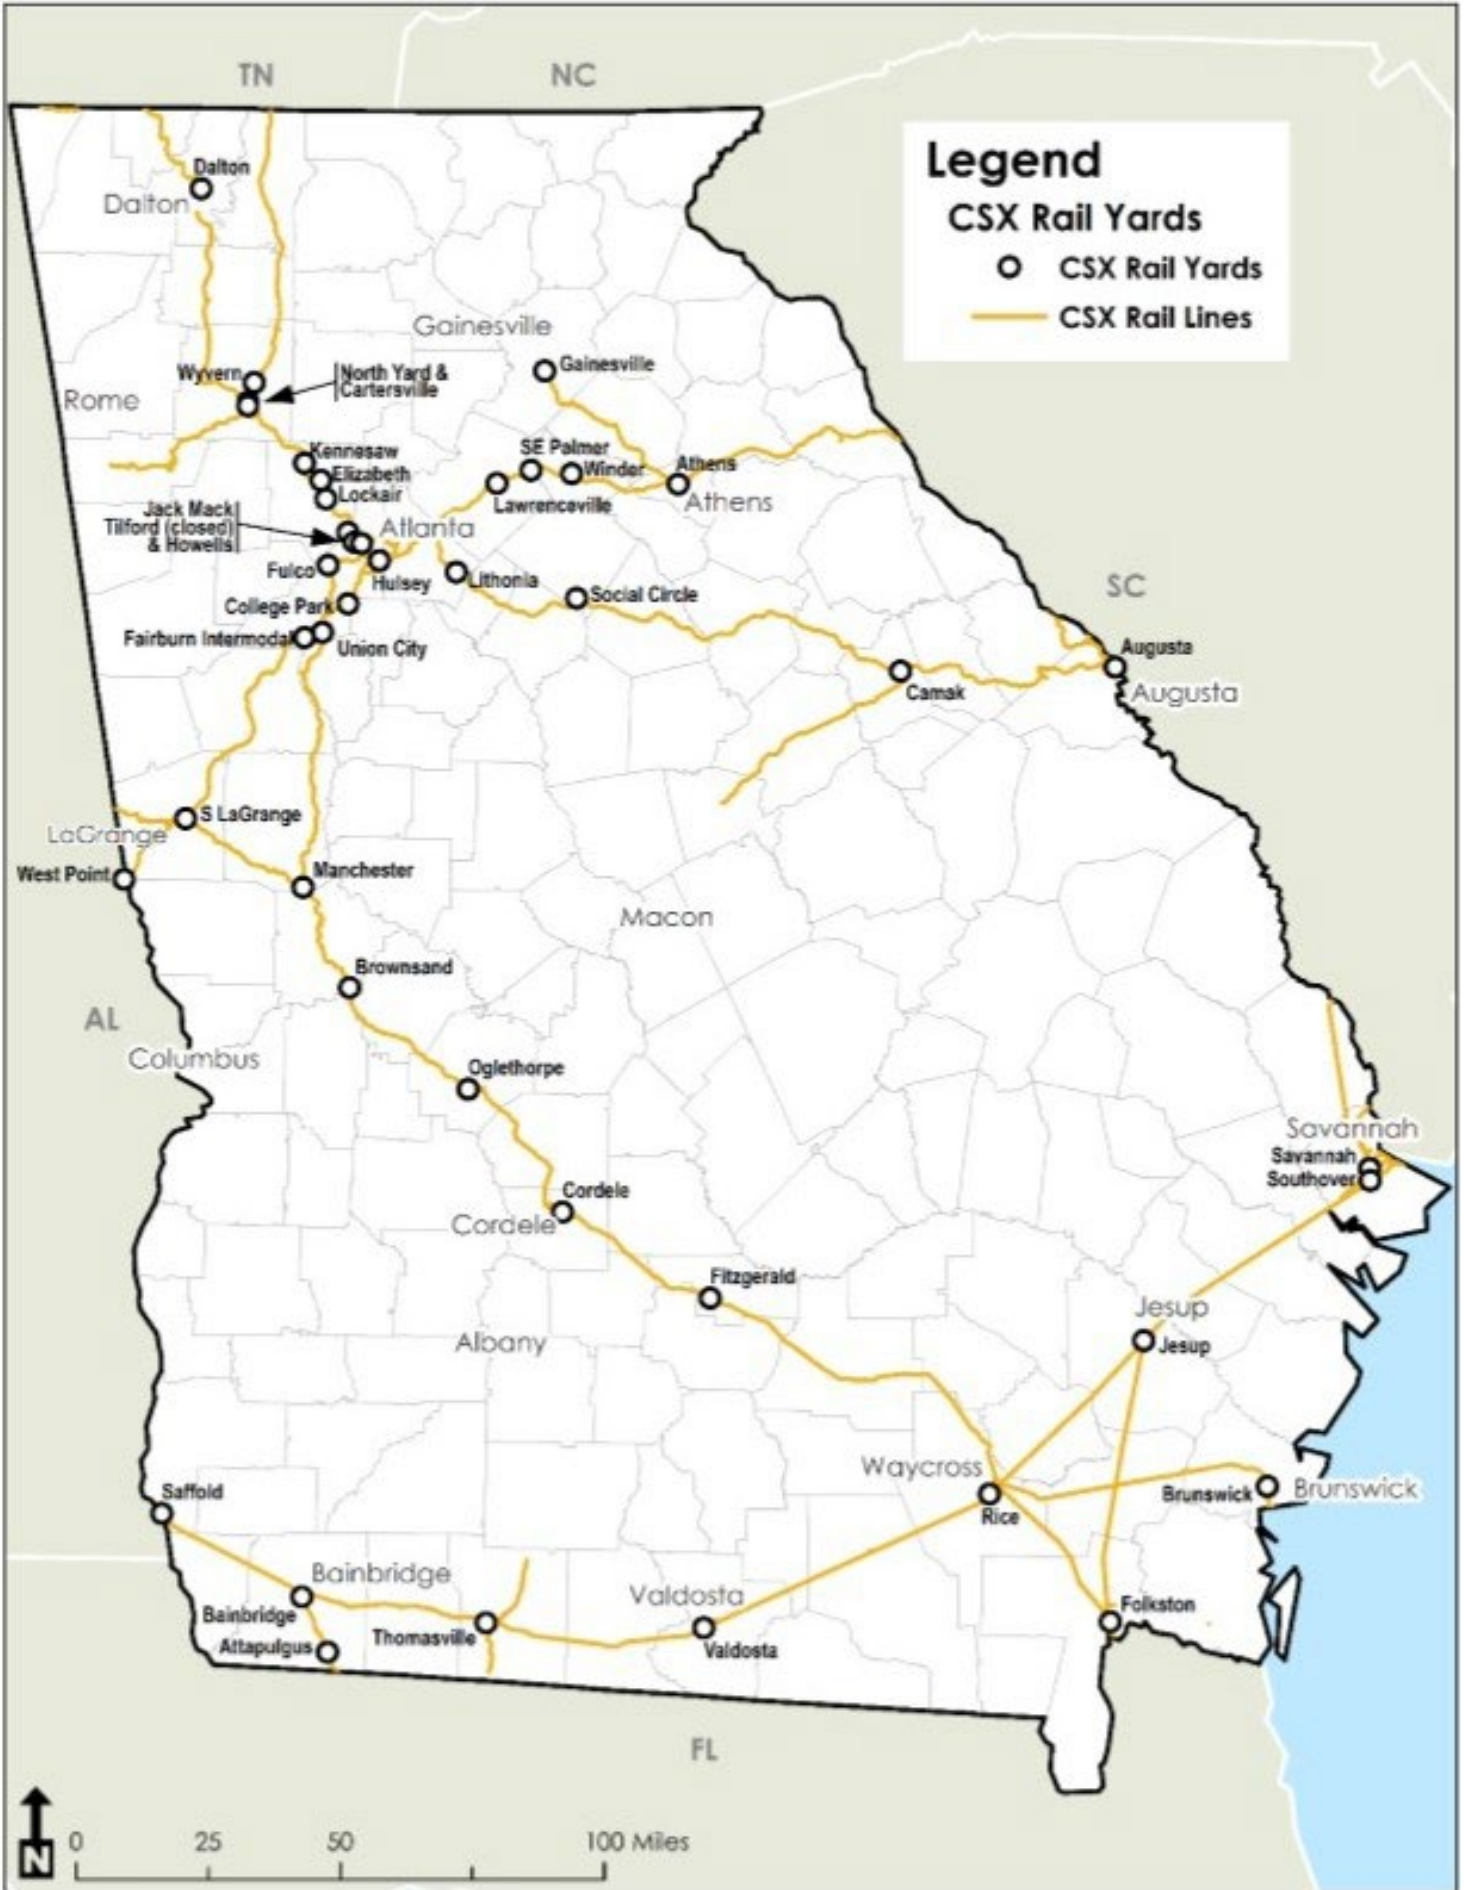 TN
NC
Legend
CSX Rail Yards
CSX Rail Yards
CSX Rail Lines
Dalton
Dalton
Gainesville
Gainesville
Wyvern
North Yard &
Cartersville
Rome
Kennesaw
Elizabeth
Lockair
SE Palmer
Winder
Athens
Athens
Lawrenceville
Jack Mack
Tilford (closed)
& Howells
Atlanta
Fulco
Hulsey
Lithonia
Social Circle
SC
College Park
Fairburn Intermodal
Union City
Augusta
Augusta
Camak
S LaGrange
LaGrange
West Point
Manchester
Macon
Brownsand
AL
Columbus
Oglethorpe
Savannah
Savannah
Southover
Cordele
Cordele
Fitzgerald
Jesup
Jesup
Albany
Waycross
Rice
Brunswick
Brunswick
Saffold
Bainbridge
Bainbridge
Attapulgus
Thomasville
Valdosta
Valdosta
Folkston
FL
N
0 25 50 100 Miles